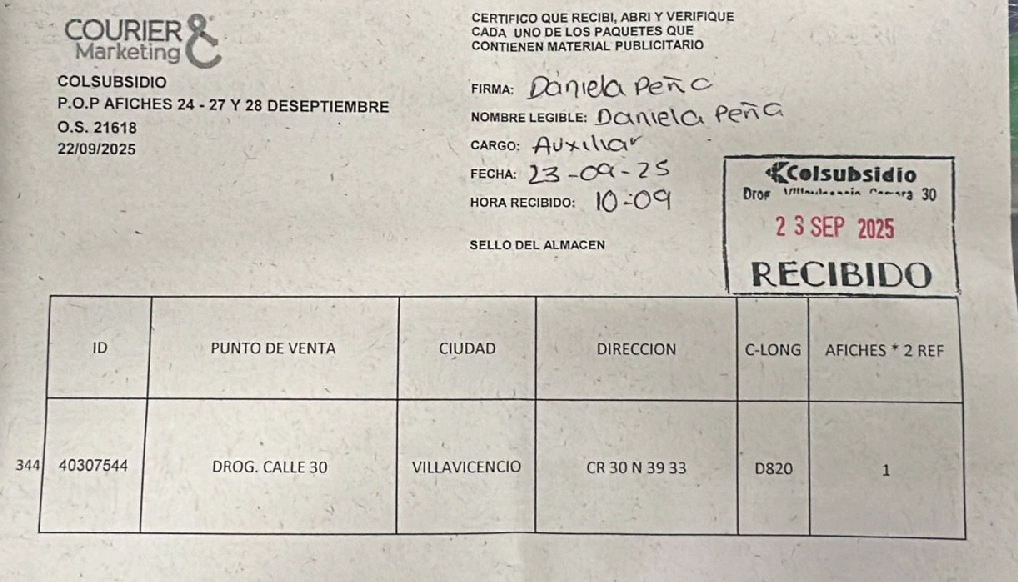 COURIER &
Marketing
COLSUBSIDIO
P.O.P AFICHES 24 - 27 Y 28 DESEPTIEMBRE
O.S. 21618
22/09/2025
CERTIFICO QUE RECIBI, ABRI Y VERIFIQUE
CADA UNO DE LOS PAQUETES QUE
CONTIENEN MATERIAL PUBLICITARIO
FIRMA: Daniela Peña
NOMBRE LEGIBLE: Daniela Peña
CARGO: Auxiliar
FECHA: 23-09-25
HORA RECIBIDO: 10-09
SELLO DEL ALMACEN
Colsubsidio
Drog 30
23 SEP 2025
RECIBIDO
ID PUNTO DE VENTA CIUDAD DIRECCION C-LONG AFICHES * 2 REF
344 40307544 DROG. CALLE 30 VILLAVICENCIO CR 30 N 39 33 D820 1